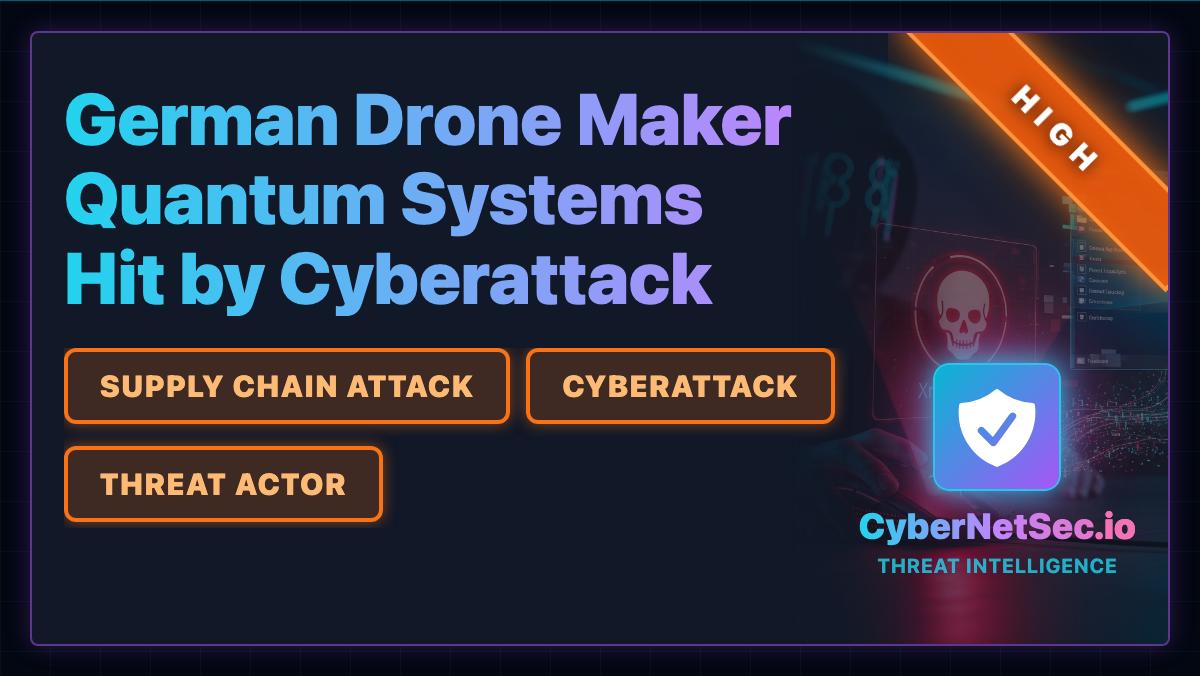 German Drone Maker
Quantum Systems
Hit by Cyberattack
HIGH
SUPPLY CHAIN ATTACK
CYBERATTACK
THREAT ACTOR
CyberNetSec.io
THREAT INTELLIGENCE